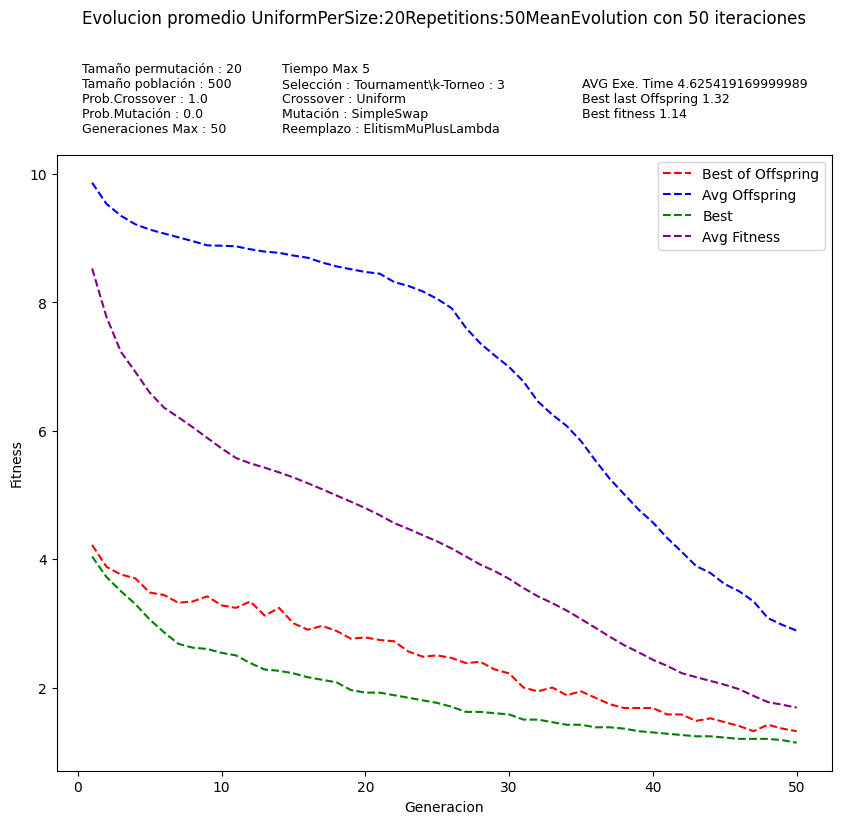 Evolucion promedio UniformPerSize:20Repetitions:50MeanEvolution con 50 iteraciones
Tamaño permutación : 20
Tamaño población : 500
Prob.Crossover : 1.0
Prob.Mutación : 0.0
Generaciones Max : 50
Tiempo Max 5
Selección : Tournament\k-Torneo : 3
Crossover : Uniform
Mutación : SimpleSwap
Reemplazo : ElitismMuPlusLambda
AVG Exe. Time 4.625419169999989
Best last Offspring 1.32
Best fitness 1.14
Best of Offspring
Avg Offspring
Best
Avg Fitness
Fitness
10
8
6
4
2
0
10
20
30
40
50
Generacion